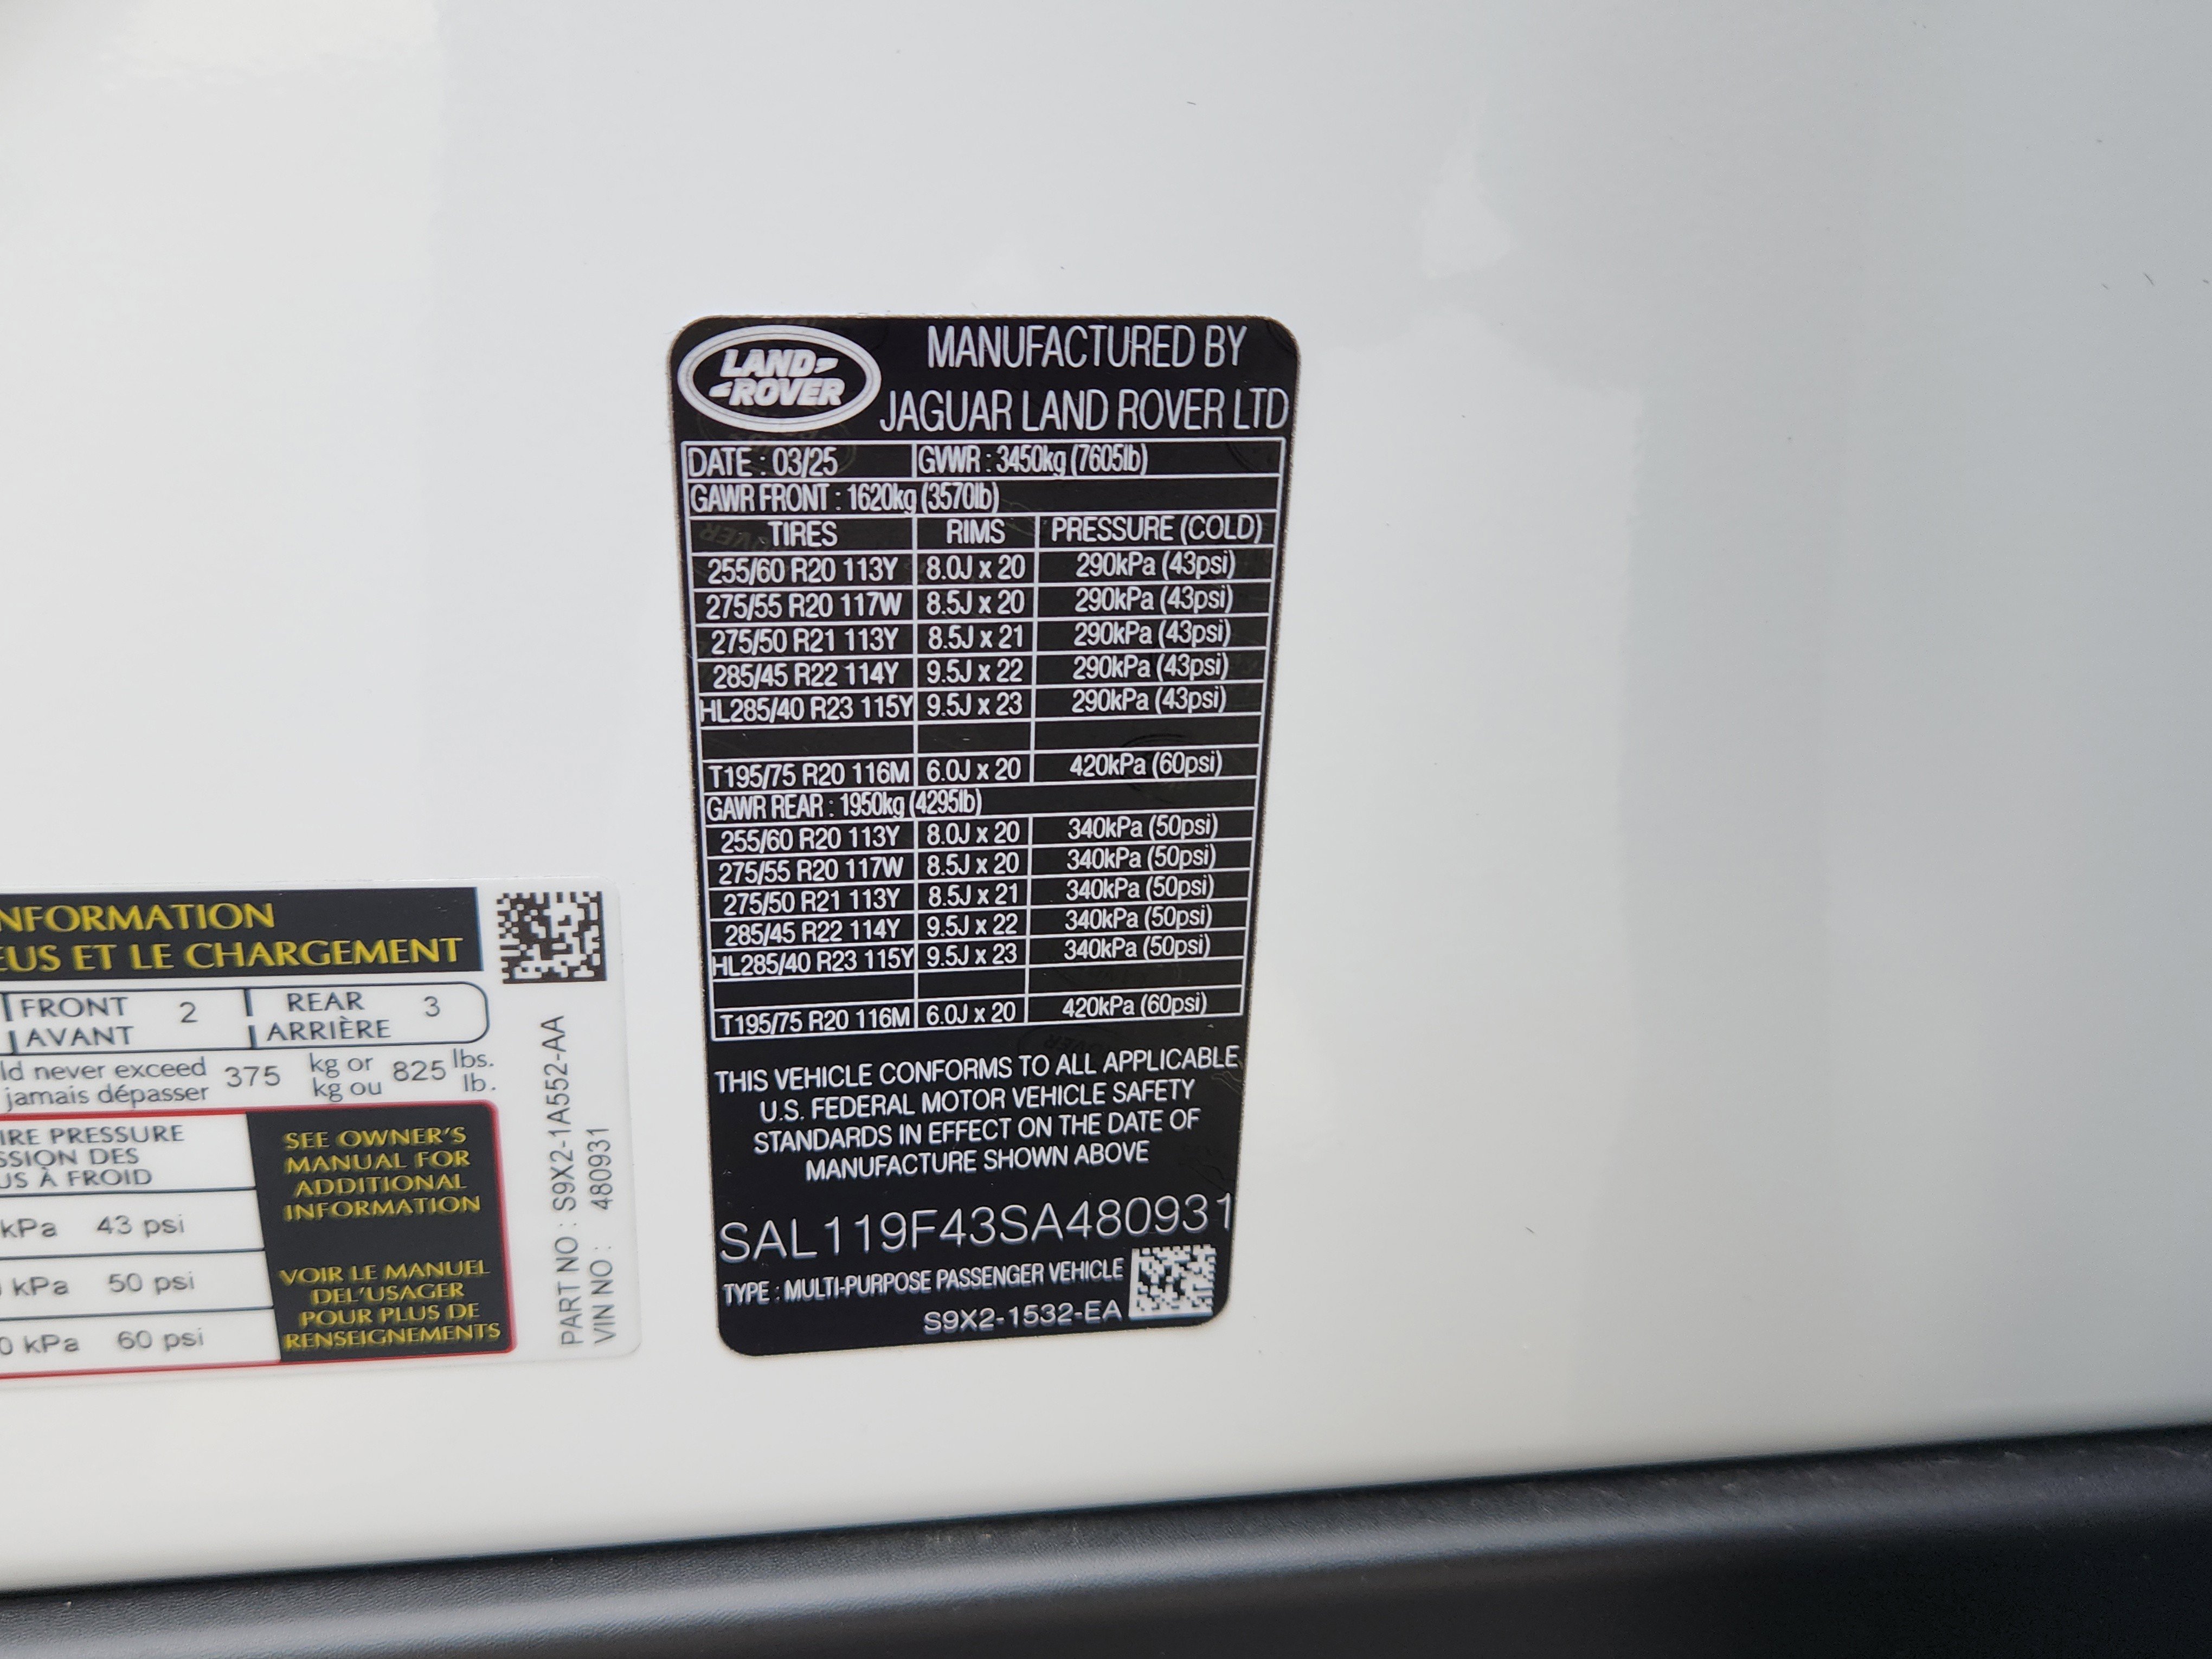 LAND
ROVER
MANUFACTURED BY
JAGUAR LAND ROVER LTD
DATE : 03/25 GVWR : 3450kg (7605lb)
GAWR FRONT : 1620kg (3570lb)
TIRES RIMS PRESSURE (COLD)
255/60 R20 113Y 8.0J x 20 290kPa (43psi)
275/55 R20 117W 8.5J x 20 290kPa (43psi)
275/50 R21 113Y 8.5J x 21 290kPa (43psi)
285/45 R22 114Y 9.5J x 22 290kPa (43psi)
HL285/40 R23 115Y 9.5J x 23 290kPa (43psi)
T195/75 R20 116M 6.0J x 20 420kPa (60psi)
GAWR REAR : 1950kg (4295lb)
255/60 R20 113Y 8.0J x 20 340kPa (50psi)
275/55 R20 117W 8.5J x 20 340kPa (50psi)
275/50 R21 113Y 8.5J x 21 340kPa (50psi)
285/45 R22 114Y 9.5J x 22 340kPa (50psi)
HL285/40 R23 115Y 9.5J x 23 340kPa (50psi)
T195/75 R20 116M 6.0J x 20 420kPa (60psi)
THIS VEHICLE CONFORMS TO ALL APPLICABLE
U.S. FEDERAL MOTOR VEHICLE SAFETY
STANDARDS IN EFFECT ON THE DATE OF
MANUFACTURE SHOWN ABOVE
SAL119F43SA480931
TYPE : MULTI-PURPOSE PASSENGER VEHICLE
S9X2-1532-EA
NFORMATION
EUS ET LE CHARGEMENT
FRONT 2 REAR 3
AVANT ARRIÈRE
ld never exceed 375 kg or 825 lbs.
jamais dépasser kg ou lb.
IRE PRESSURE
SSION DES
US À FROID
kPa 43 psi
kPa 50 psi
0 kPa 60 psi
SEE OWNER'S
MANUAL FOR
ADDITIONAL
INFORMATION
VOIR LE MANUEL
DEL'USAGER
POUR PLUS DE
RENSEIGNEMENTS
PART NO : S9X2-1A552-AA
VIN NO : 480931